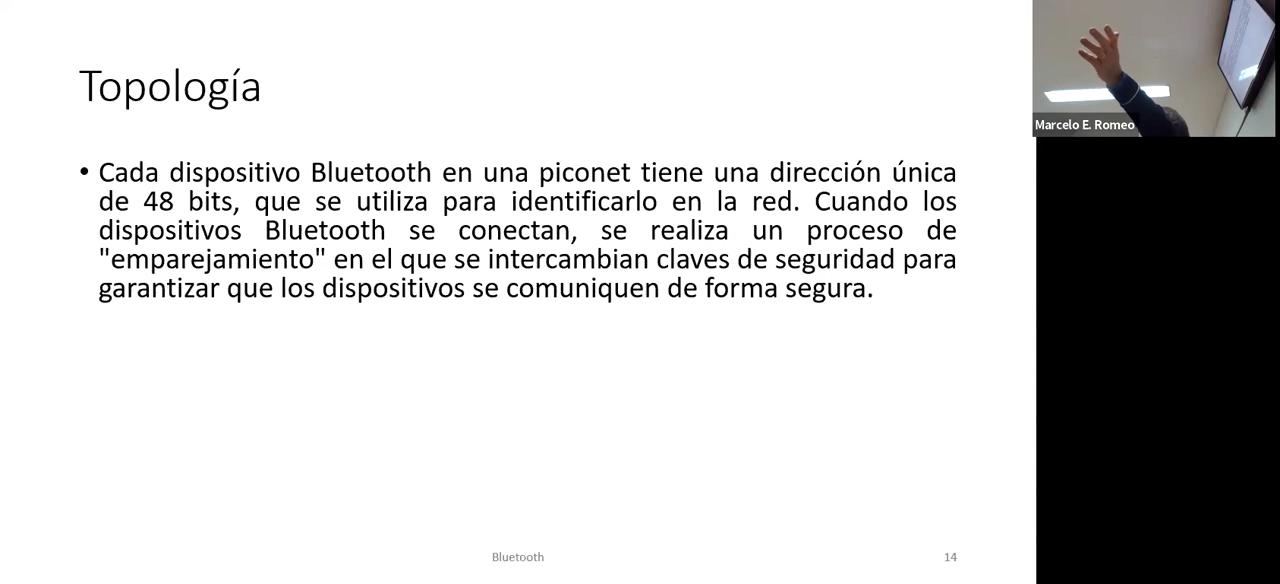 Topología
• Cada dispositivo Bluetooth en una piconet tiene una dirección única
de 48 bits, que se utiliza para identificarlo en la red. Cuando los
dispositivos Bluetooth se conectan, se realiza un proceso de
"emparejamiento" en el que se intercambian claves de seguridad para
garantizar que los dispositivos se comuniquen de forma segura.
Bluetooth
14
Marcelo E. Romeo